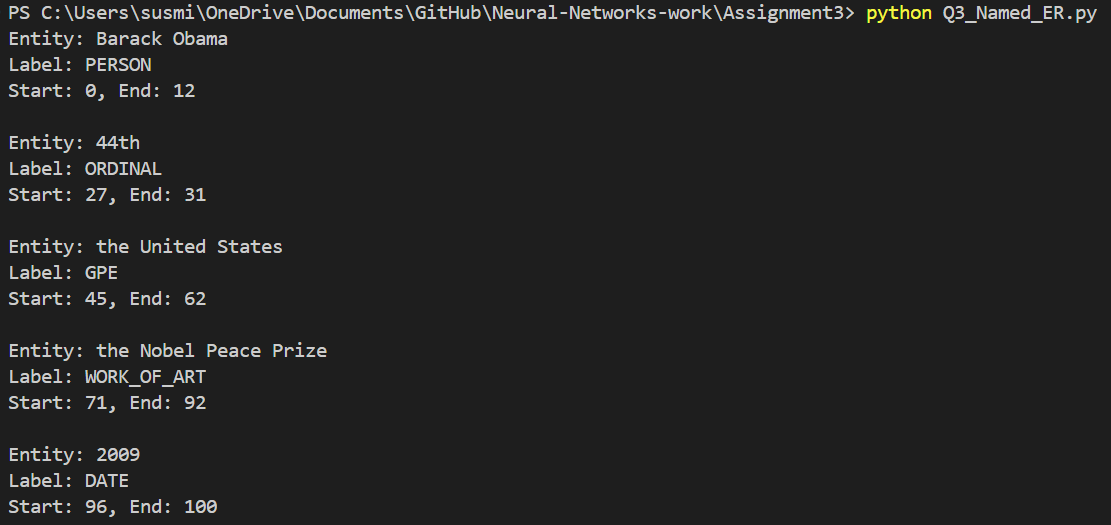 PS C:\Users\susmi\OneDrive\Documents\GitHub\Neural-Networks-work\Assignment3> python Q3_Named_ER.py
Entity: Barack Obama
Label: PERSON
Start: 0, End: 12
Entity: 44th
Label: ORDINAL
Start: 27, End: 31
Entity: the United States
Label: GPE
Start: 45, End: 62
Entity: the Nobel Peace Prize
Label: WORK_OF_ART
Start: 71, End: 92
Entity: 2009
Label: DATE
Start: 96, End: 100